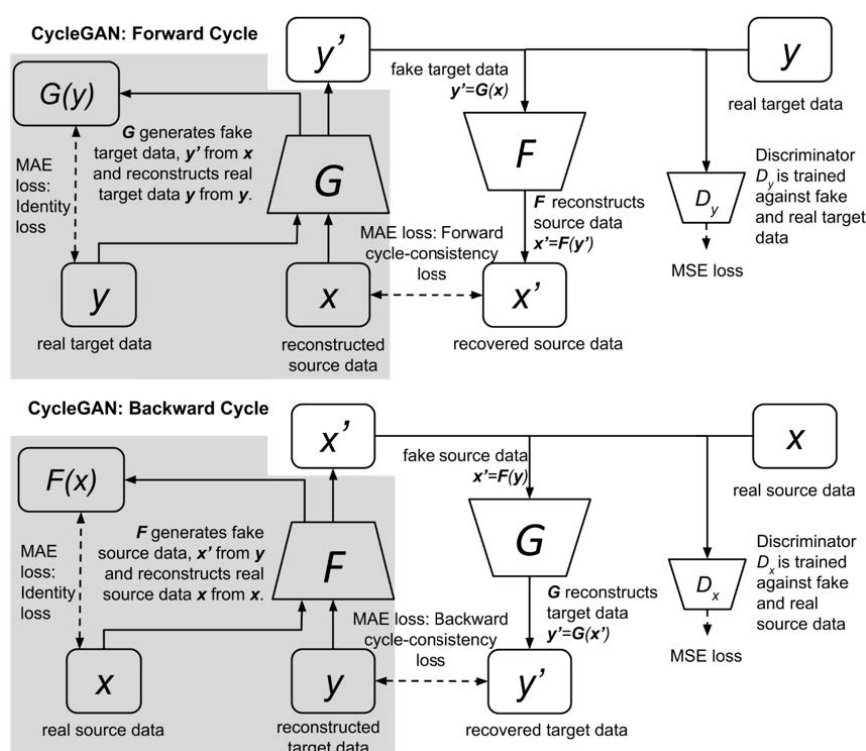 CycleGAN: Forward Cycle
y’
y
fake target data
y’=G(x)
real target data
G(y)
G generates fake
target data, y’ from x
and reconstructs real
target data y from y.
G
F
MAE
loss:
Identity
loss
Discriminator
Dy is trained
against fake
and real target
data
Dy
F reconstructs
source data
x’=F(y’)
MAE loss: Forward
cycle-consistency
loss
MSE loss
y
x
x’
real target data
reconstructed
source data
recovered source data
CycleGAN: Backward Cycle
x’
x
fake source data
x’=F(y)
real source data
F(x)
F generates fake
source data, x’ from y
and reconstructs real
source data x from x.
F
G
MAE
loss:
Identity
loss
Discriminator
Dx is trained
against fake
and real
source data
Dx
G reconstructs
target data
y’=G(x’)
MAE loss: Backward
cycle-consistency
loss
MSE loss
x
y
y’
real source data
reconstructed
target data
recovered target data